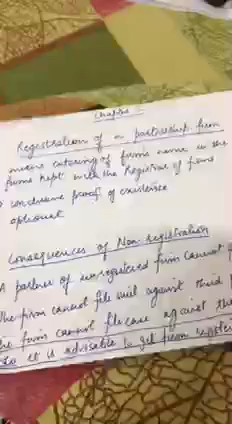 Chapter
Registration of a partnership firm
means entering of firms name in the
firms kept with the Registrar of firms
conclusive proof of existence
optional
Consequences of Non registration
A partner of unregistered firm cannot
The firm cannot file suit against third
The firm cannot file case against the
So it is advisable to get firm register